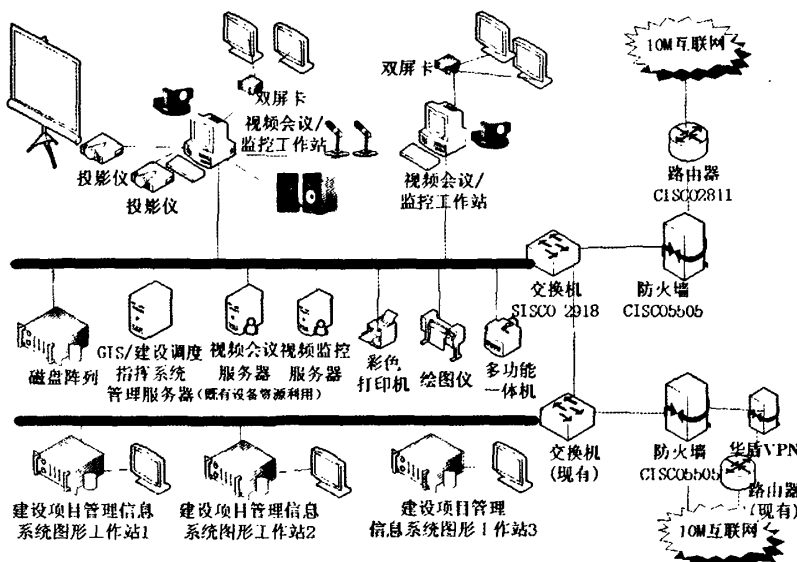 10M互联网
双屏卡
双屏卡
视频会议/
监控工作站
投影仪
投影仪
视频会议/
监控工作站
路由器
CISCO2811
交换机
SISCO 2918
防火墙
CISCO5505
磁盘阵列
GIS/建设调度
指挥系统
管理服务器(既有设备资源利用)
视频会议
服务器
视频监控
服务器
彩色
打印机
绘图仪
多功能
一体机
交换机
(现有)
防火墙
CISCO5505
华盾VPN
路由器
(现有)
10M互联网
建设项目管理信息
系统图形工作站1
建设项目管理信息
系统图形工作站2
建设项目管理
信息系统图形工作站3